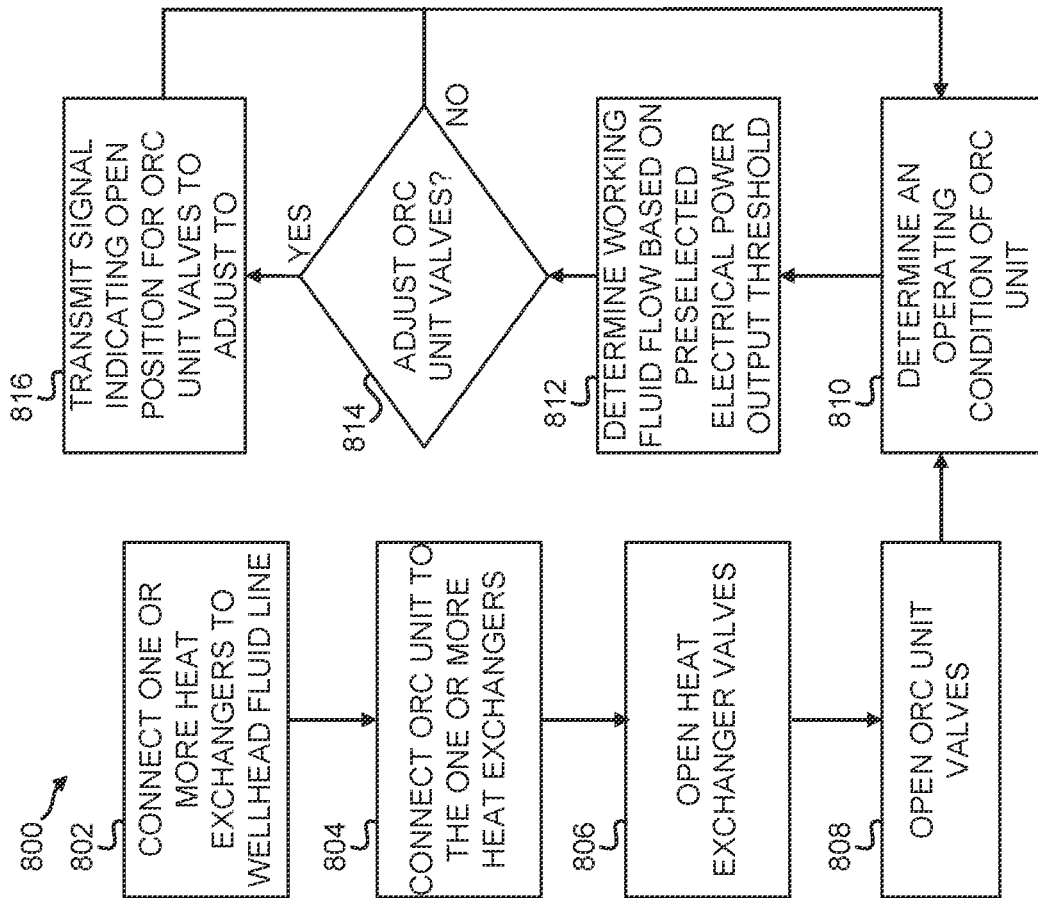 800
802
CONNECT ONE OR
MORE HEAT
EXCHANGERS TO
WELLHEAD FLUID LINE
804
CONNECT ORC UNIT TO
THE ONE OR MORE
HEAT EXCHANGERS
806
OPEN HEAT
EXCHANGER VALVES
808
OPEN ORC UNIT
VALVES
810
DETERMINE AN
OPERATING
CONDITION OF ORC
UNIT
812
DETERMINE WORKING
FLUID FLOW BASED ON
PRESELECTED
ELECTRICAL POWER
OUTPUT THRESHOLD
814
ADJUST ORC
UNIT VALVES?
YES
NO
816
TRANSMIT SIGNAL
INDICATING OPEN
POSITION FOR ORC
UNIT VALVES TO
ADJUST TO